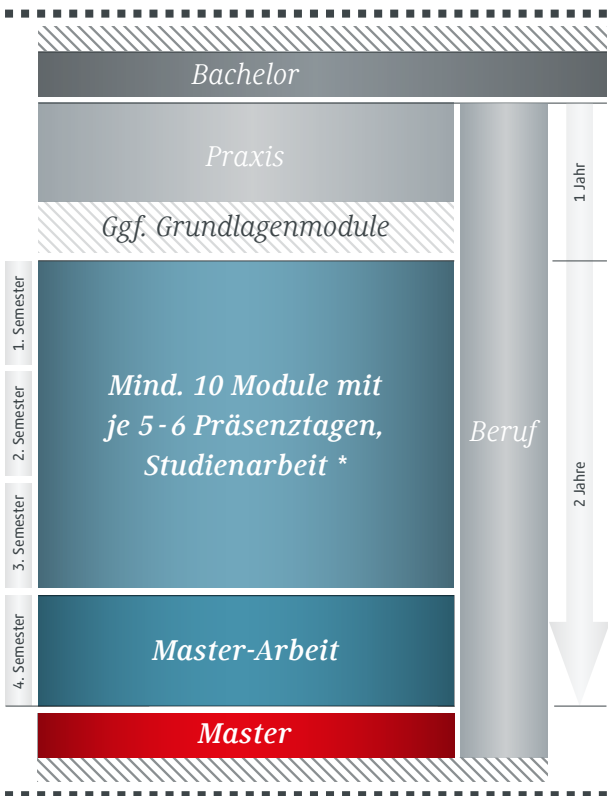 Bachelor
Praxis
1 Jahr
Ggf. Grundlagenmodule
1. Semester
2. Semester
3. Semester
4. Semester
Mind. 10 Module mit
je 5 - 6 Präsenztagen,
Studienarbeit *
Beruf
2 Jahre
Master-Arbeit
Master